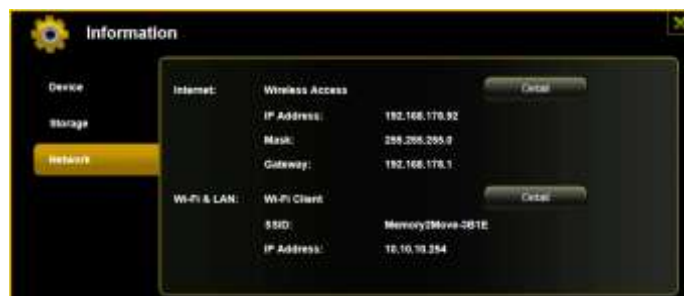 Information
Device
Storage
Network
Internet: Wireless Access Detail
IP Address: 192.168.178.92
Mask: 255.255.255.0
Gateway: 192.168.178.1
Wi-Fi & LAN: Wi-Fi Client Detail
SSID: Memory2Move-3B1E
IP Address: 10.10.10.254